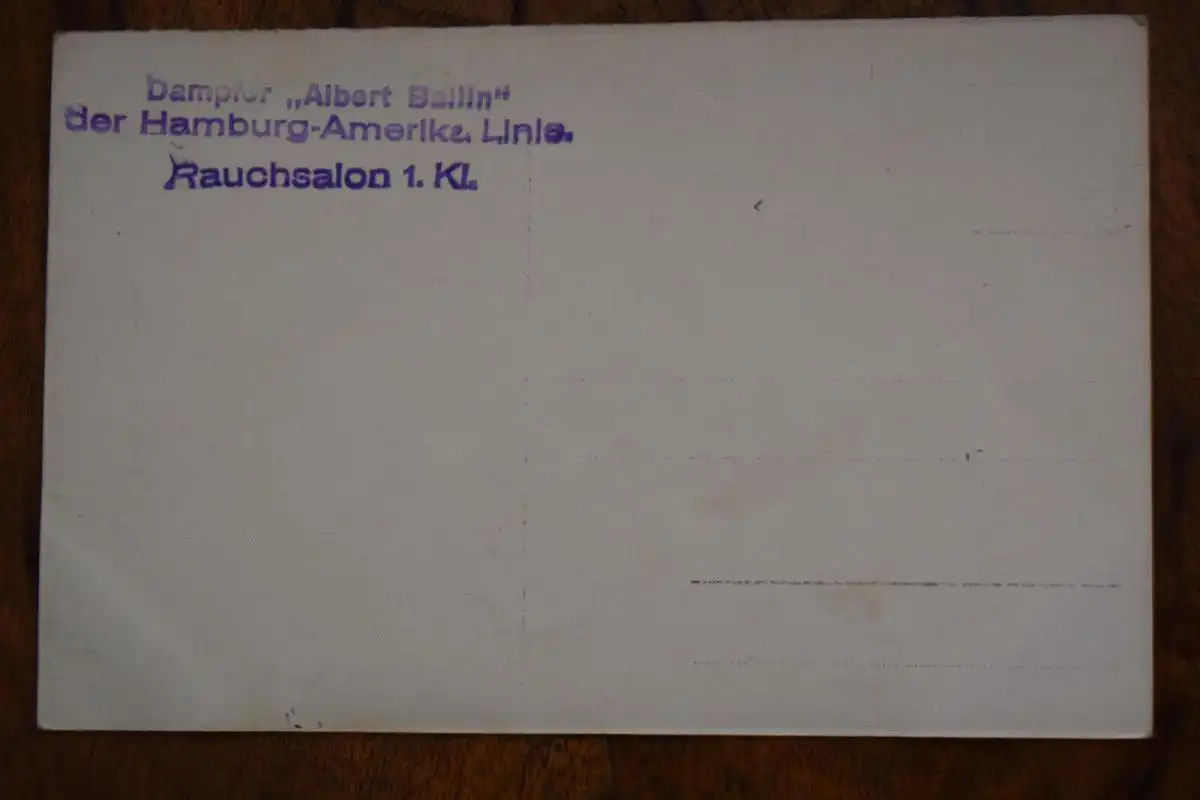 Dampfer „Albert Ballin"
der Hamburg-Amerika Linie.
Rauchsalon 1. Kl.